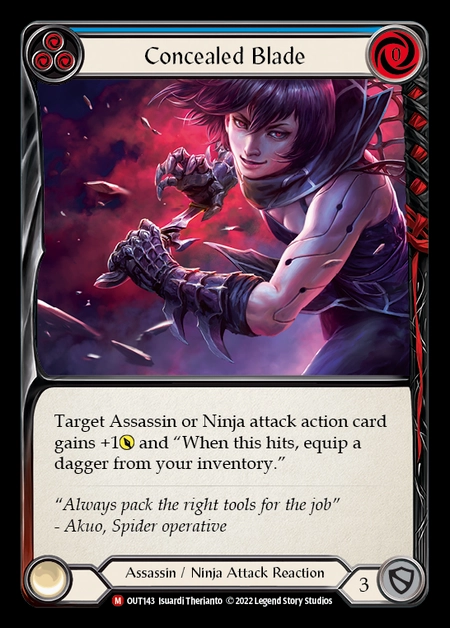 Concealed Blade
0
Target Assassin or Ninja attack action card
gains +1 and “When this hits, equip a
dagger from your inventory.”
“Always pack the right tools for the job”
- Akuo, Spider operative
Assassin / Ninja Attack Reaction
3
M OUT143 Isuardi Therianto © 2022 Legend Story Studios